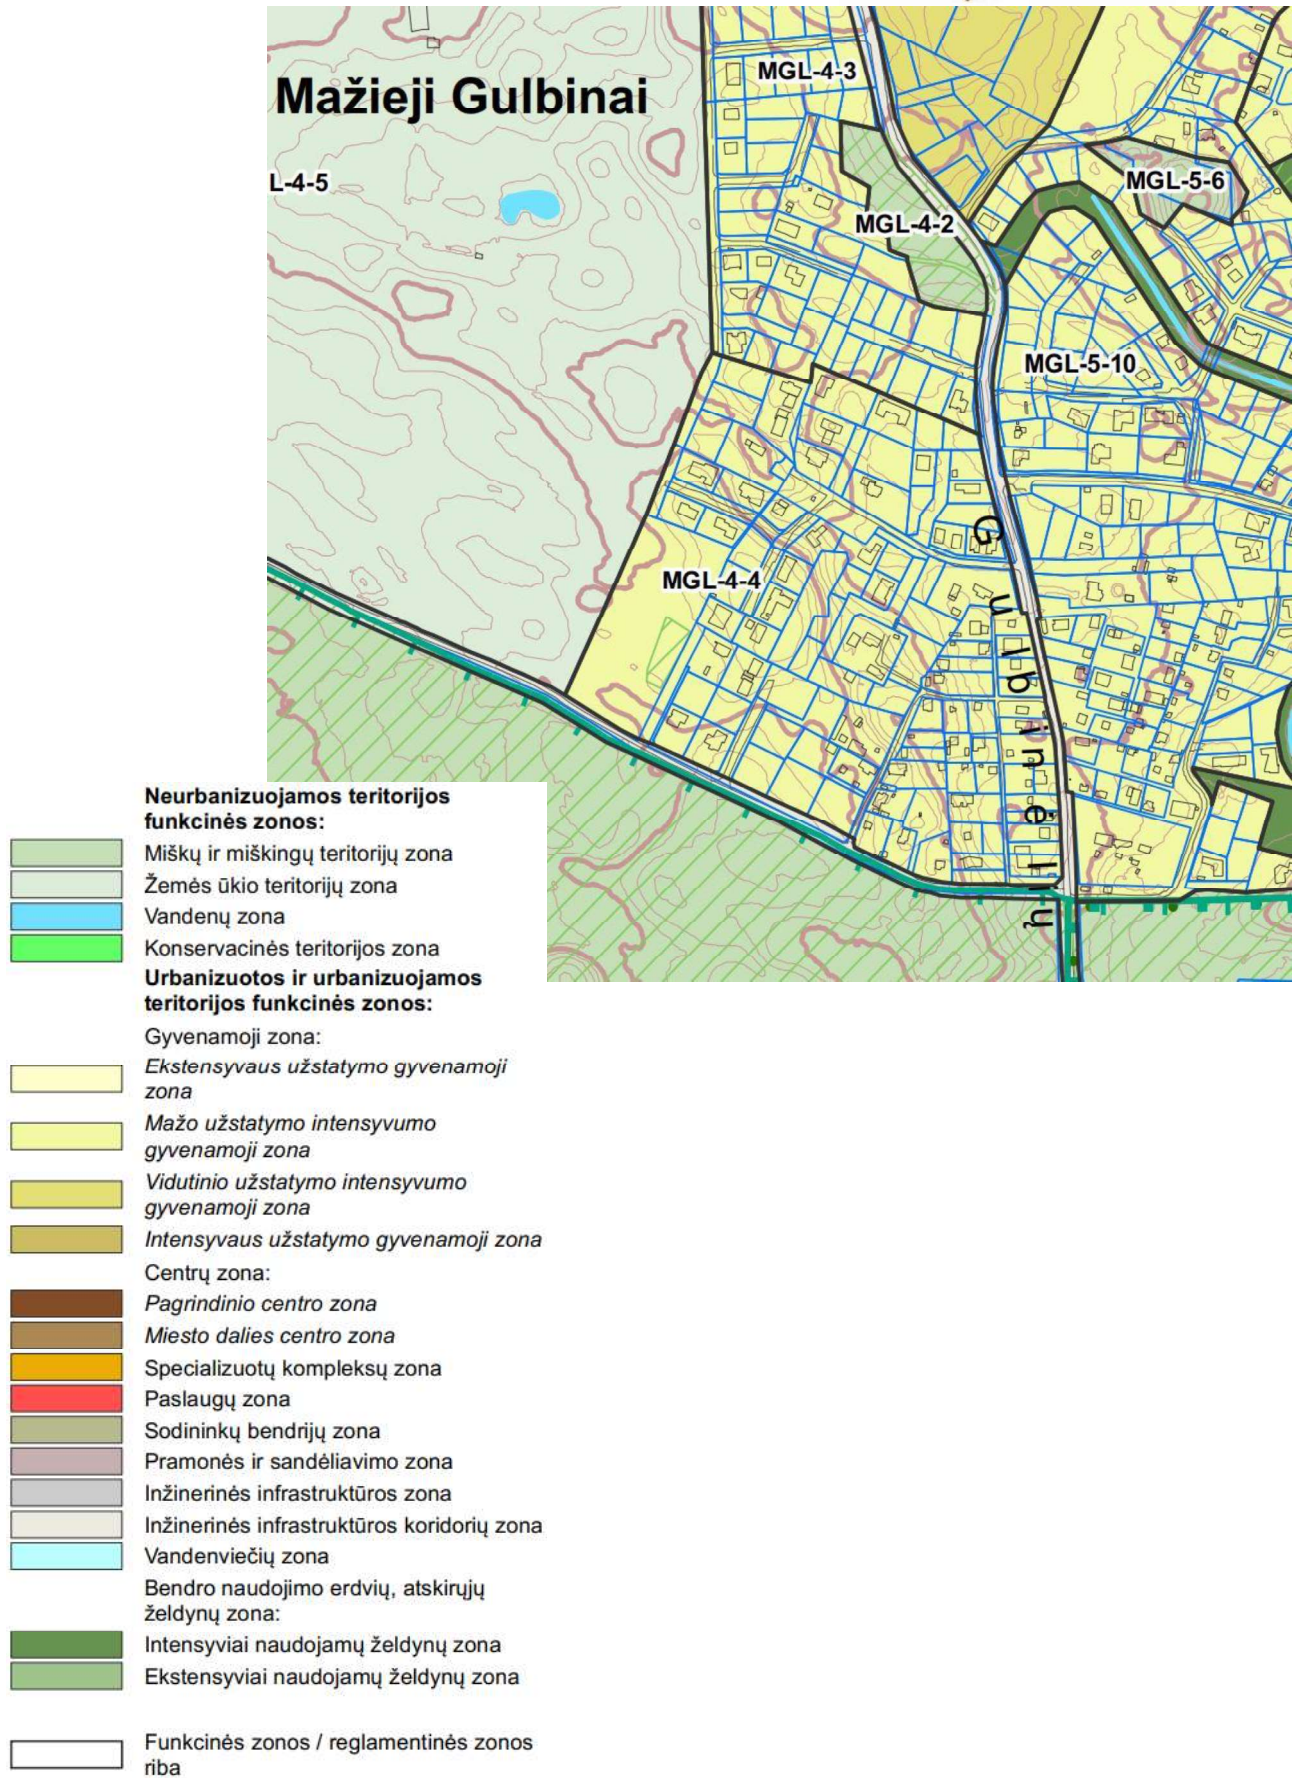 MGL-4-3
Mažieji Gulbinai
L-4-5
MGL-5-6
MGL-4-2
MGL-5-10
MGL-4-4
Gulbinėlių
Neurbanizuojamos teritorijos
funkcinės zonos:
Miškų ir miškingų teritorijų zona
Žemės ūkio teritorijų zona
Vandenų zona
Konservacinės teritorijos zona
Urbanizuotos ir urbanizuojamos
teritorijos funkcinės zonos:
Gyvenamoji zona:
Ekstensyvaus užstatymo gyvenamoji
zona
Mažo užstatymo intensyvumo
gyvenamoji zona
Vidutinio užstatymo intensyvumo
gyvenamoji zona
Intensyvaus užstatymo gyvenamoji zona
Centrų zona:
Pagrindinio centro zona
Miesto dalies centro zona
Specializuotų kompleksų zona
Paslaugų zona
Sodininkų bendrijų zona
Pramonės ir sandėliavimo zona
Inžinerinės infrastruktūros zona
Inžinerinės infrastruktūros koridorių zona
Vandenviečių zona
Bendro naudojimo erdvių, atskirųjų
želdynų zona:
Intensyviai naudojamų želdynų zona
Ekstensyviai naudojamų želdynų zona
Funkcinės zonos / reglamentinės zonos
riba